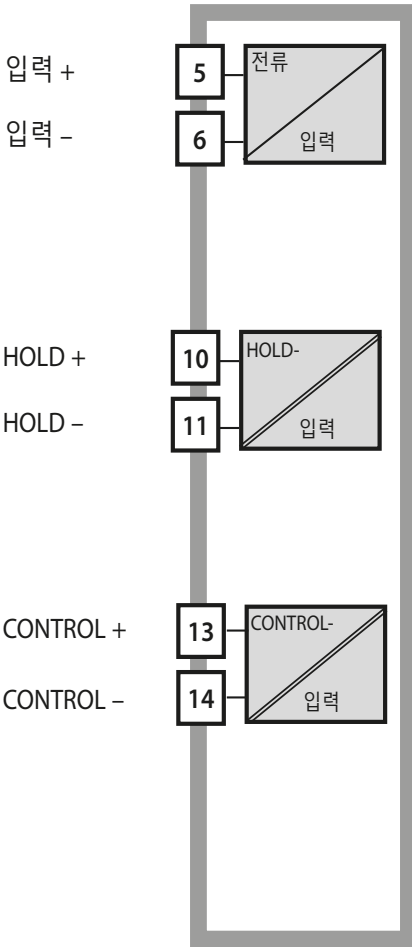 입력 +
5
전류
입력 –
6
입력
HOLD +
10
HOLD-
HOLD –
11
입력
CONTROL +
13
CONTROL-
CONTROL –
14
입력